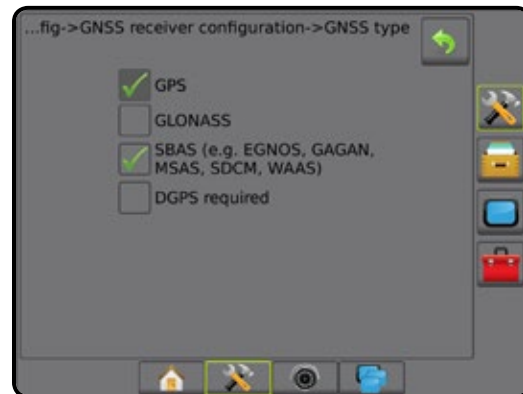 ...fig->GNSS receiver configuration->GNSS type
GPS
GLONASS
SBAS (e.g. EGNOS, GAGAN,
MSAS, SDCM, WAAS)
DGPS required